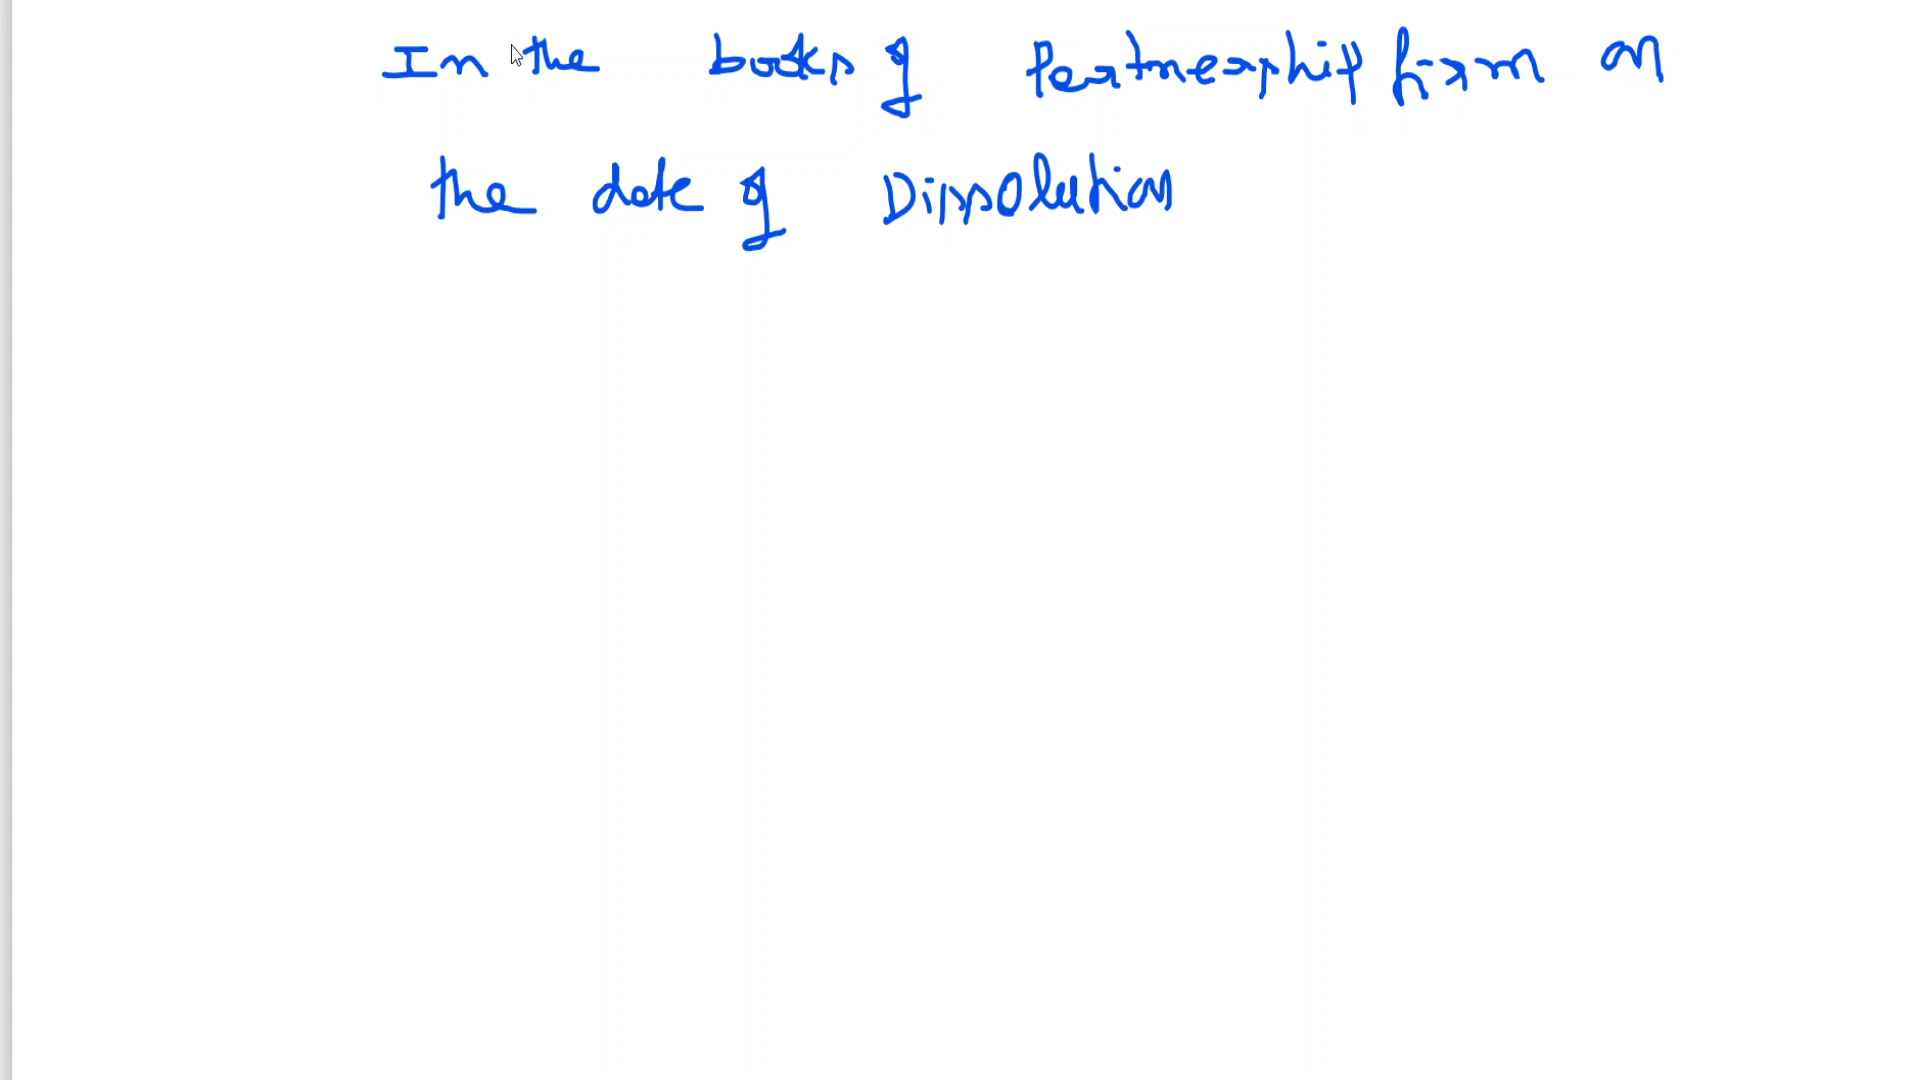 In the books of Partnership firm on
the date of Dissolution